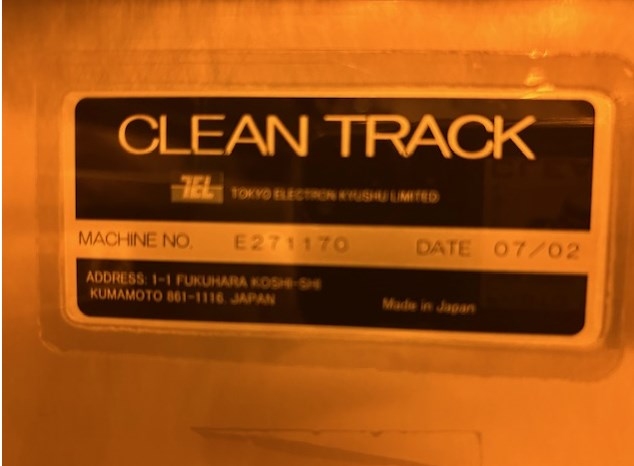 CLEAN TRACK
TEL TOKYO ELECTRON KYUSHU LIMITED
MACHINE NO. E271170 DATE 07/02
ADDRESS: 1-1 FUKUHARA KOSHI-SHI
KUMAMOTO 861-1116 JAPAN
Made in Japan